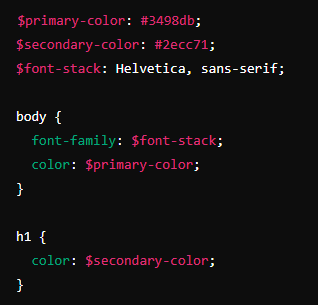 $primary-color: #3498db;
$secondary-color: #2ecc71;
$font-stack: Helvetica, sans-serif;

body {
  font-family: $font-stack;
  color: $primary-color;
}

h1 {
  color: $secondary-color;
}